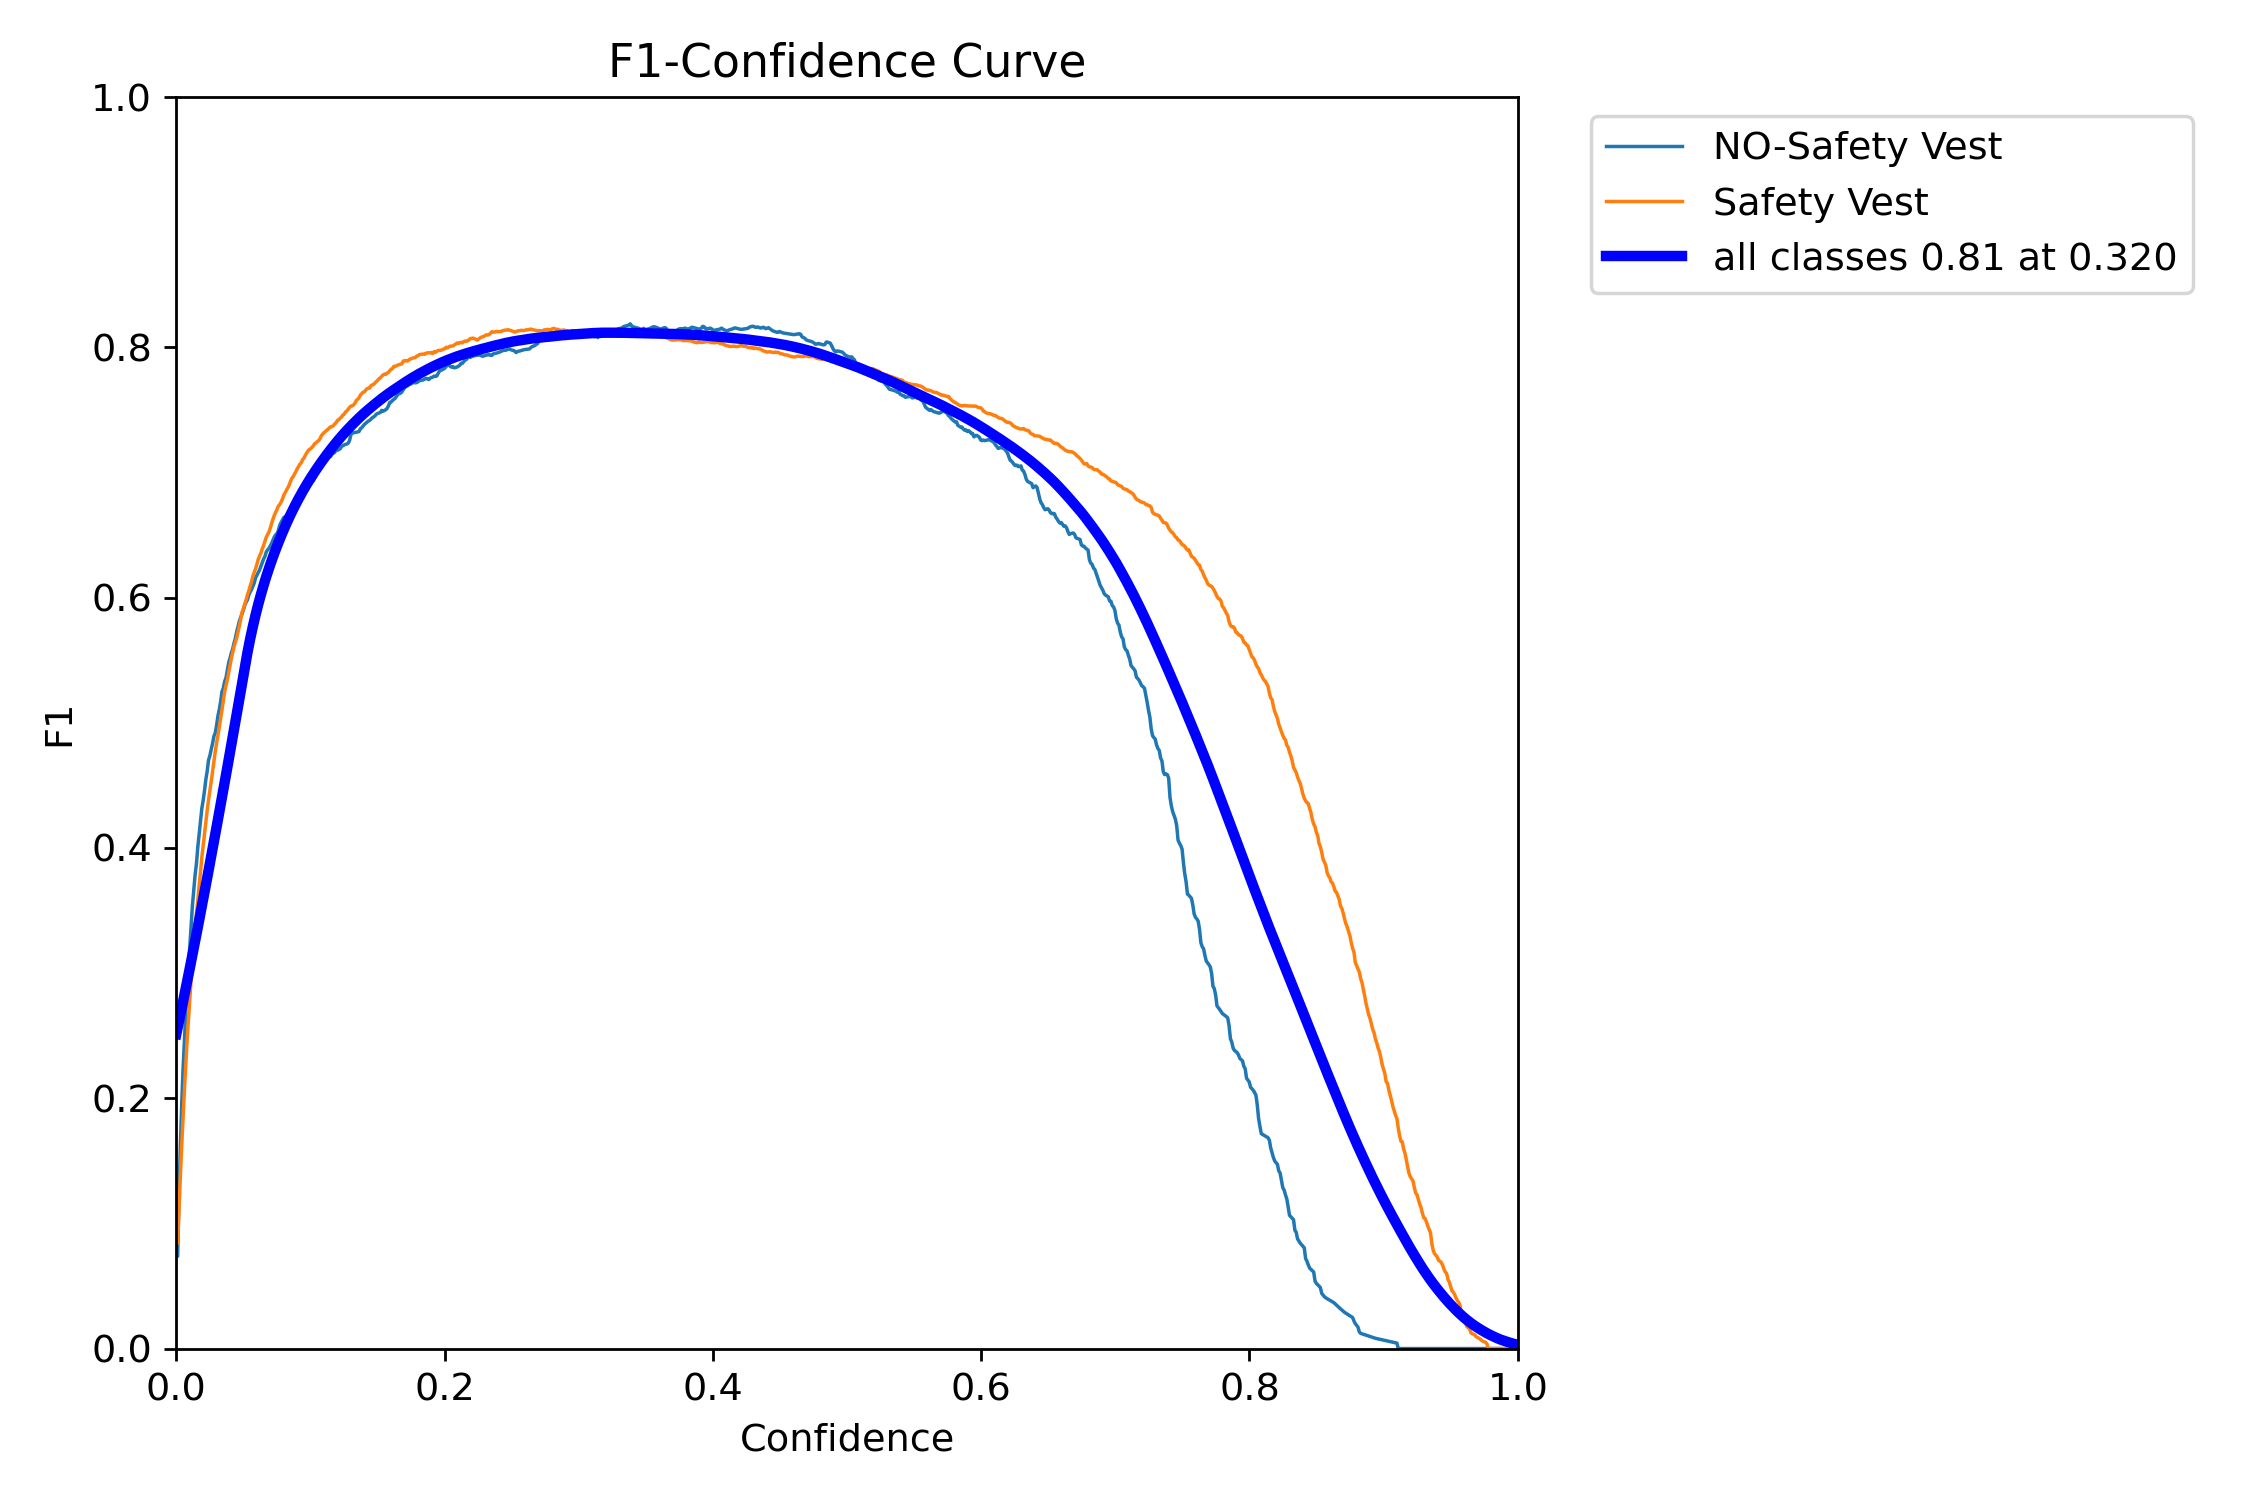 F1-Confidence Curve
1.0
0.8
0.6
0.4
0.2
0.0
F1
0.0 0.2 0.4 0.6 0.8 1.0
Confidence
NO-Safety Vest
Safety Vest
all classes 0.81 at 0.320